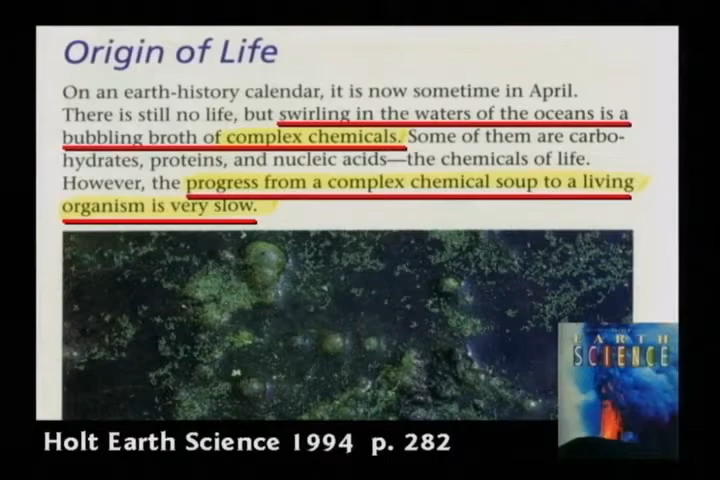 Origin of Life
On an earth-history calendar, it is now sometime in April.
There is still no life, but swirling in the waters of the oceans is a
bubbling broth of complex chemicals. Some of them are carbo-
hydrates, proteins, and nucleic acids—the chemicals of life.
However, the progress from a complex chemical soup to a living
organism is very slow.
EARTH
SCIENCE
Holt Earth Science 1994 p. 282